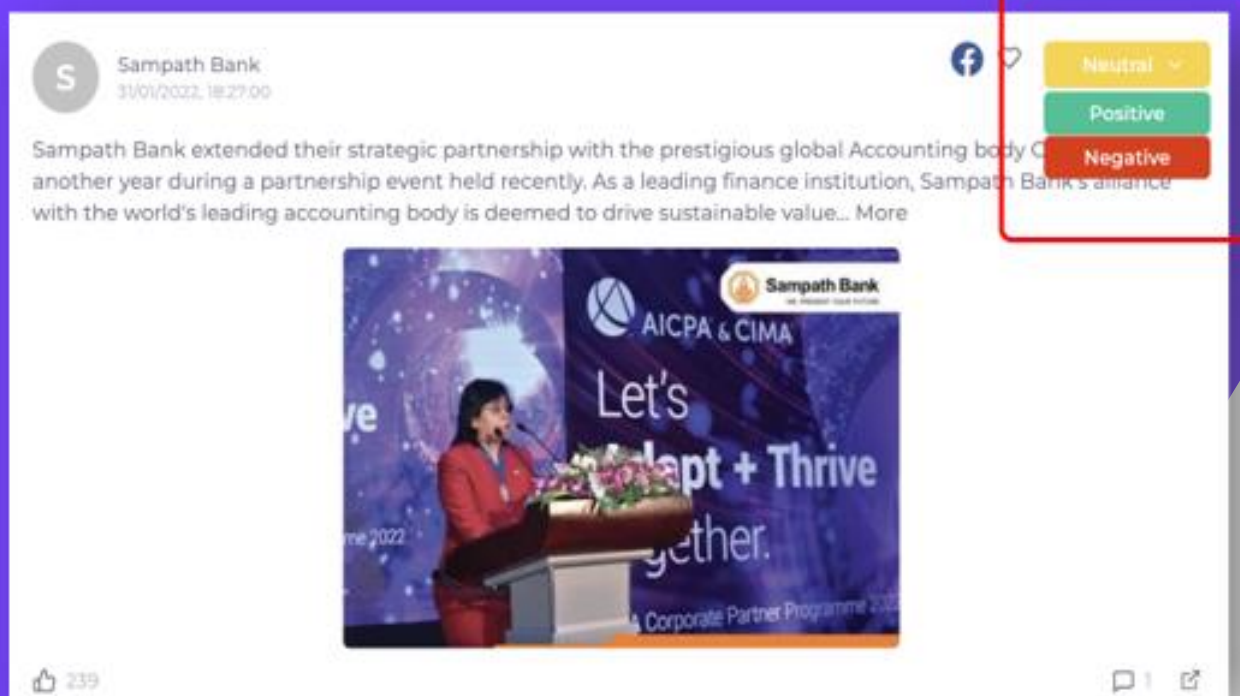 S
Sampath Bank
31/01/2022, 18:27:00
Neutral
Positive
Negative
Sampath Bank extended their strategic partnership with the prestigious global Accounting body C
another year during a partnership event held recently. As a leading finance institution, Sampath Bank's alliance
with the world's leading accounting body is deemed to drive sustainable value... More
Sampath Bank
AICPA & CIMA
Let's
Adapt + Thrive
gether.
ve
me 2022
A Corporate Partner Programme 2022
239
1